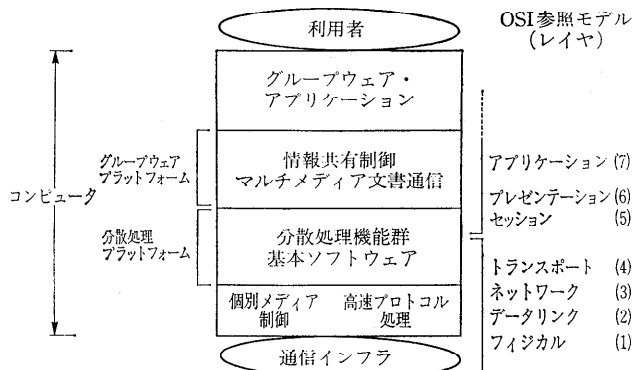 利用者
OSI参照モデル
(レイヤ)
グループウェア・
アプリケーション
グループウェア
プラットフォーム
情報共有制御
マルチメディア文書通信
アプリケーション (7)
プレゼンテーション (6)
セッション (5)
コンピュータ
分散処理
プラットフォーム
分散処理機能群
基本ソフトウェア
トランスポート (4)
ネットワーク (3)
データリンク (2)
フィジカル (1)
個別メディア
制御
高速プロトコル
処理
通信インフラ